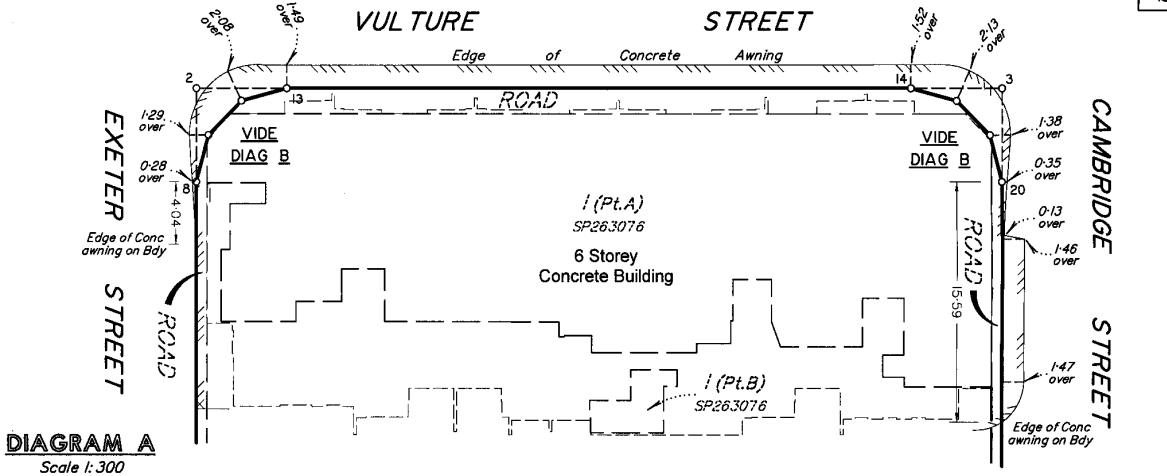 VULTURE STREET
2·08
over
1·49
over
1·52
over
2·13
over
Edge of Concrete Awning
2
13
ROAD
14
3
1·29
over
VIDE
DIAG B
VIDE
DIAG B
1·38
over
0·28
over
8
0·35
over
20
4·04
EXETER STREET
CAMBRIDGE STREET
1 (Pt.A)
SP263076
6 Storey
Concrete Building
0·13
over
1·46
over
Edge of Conc
awning on Bdy
ROAD
ROAD
15·59
1 (Pt.B)
SP263076
1·47
over
Edge of Conc
awning on Bdy
DIAGRAM A
Scale 1:300